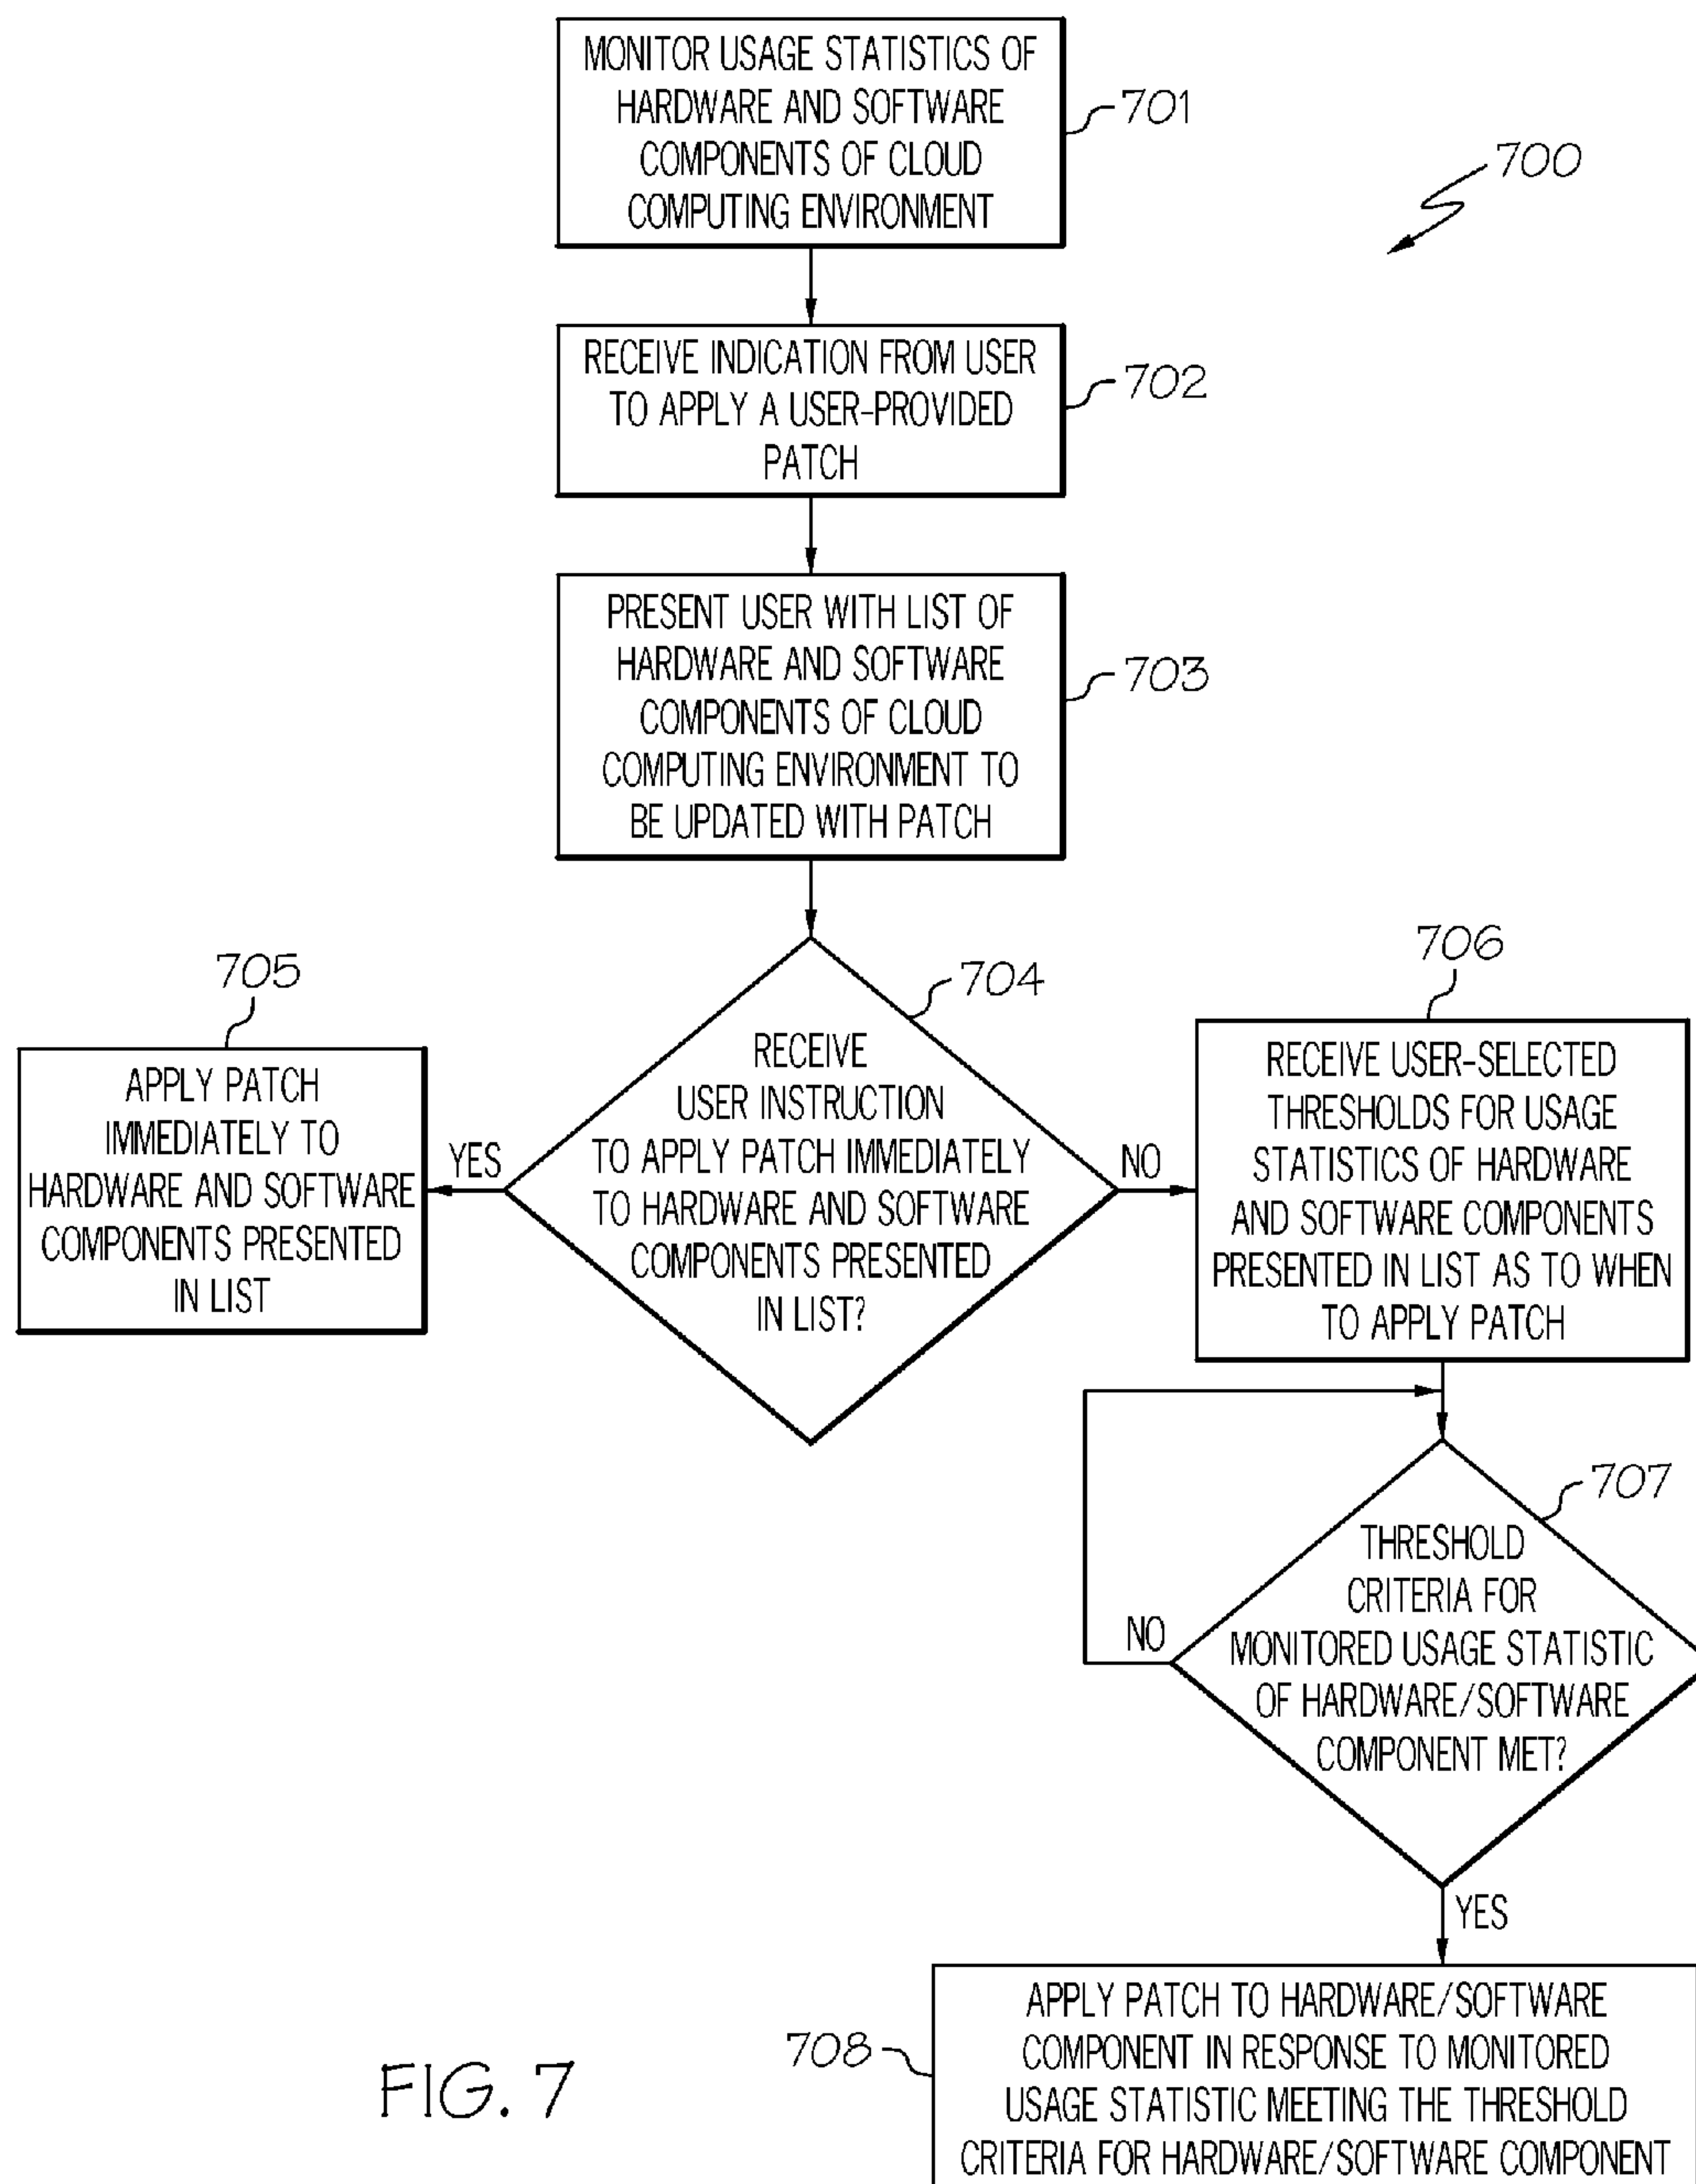 MONITOR USAGE STATISTICS OF
HARDWARE AND SOFTWARE
COMPONENTS OF CLOUD
COMPUTING ENVIRONMENT
701
700
RECEIVE INDICATION FROM USER
TO APPLY A USER-PROVIDED
PATCH
702
PRESENT USER WITH LIST OF
HARDWARE AND SOFTWARE
COMPONENTS OF CLOUD
COMPUTING ENVIRONMENT TO
BE UPDATED WITH PATCH
703
704
RECEIVE
USER INSTRUCTION
TO APPLY PATCH IMMEDIATELY
TO HARDWARE AND SOFTWARE
COMPONENTS PRESENTED
IN LIST?
YES
705
APPLY PATCH
IMMEDIATELY TO
HARDWARE AND SOFTWARE
COMPONENTS PRESENTED
IN LIST
NO
706
RECEIVE USER-SELECTED
THRESHOLDS FOR USAGE
STATISTICS OF HARDWARE
AND SOFTWARE COMPONENTS
PRESENTED IN LIST AS TO WHEN
TO APPLY PATCH
707
THRESHOLD
CRITERIA FOR
MONITORED USAGE STATISTIC
OF HARDWARE/SOFTWARE
COMPONENT MET?
NO
YES
708
APPLY PATCH TO HARDWARE/SOFTWARE
COMPONENT IN RESPONSE TO MONITORED
USAGE STATISTIC MEETING THE THRESHOLD
CRITERIA FOR HARDWARE/SOFTWARE COMPONENT
FIG. 7